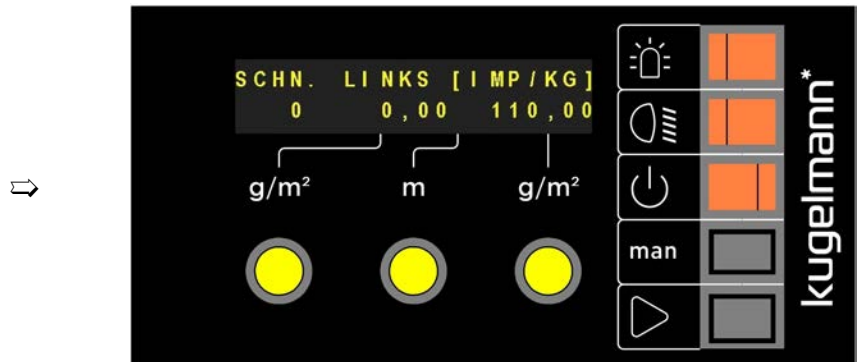 SCHN. LINKS [IMP/KG]
0 0,00 110,00
g/m² m g/m²
man
kugelmann*